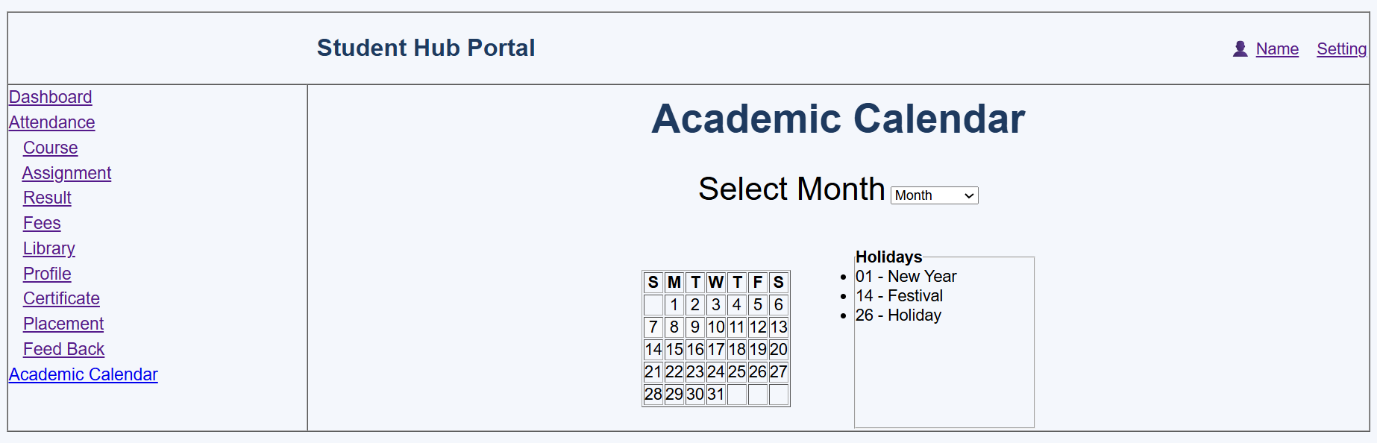 Student Hub Portal
Name Setting
Dashboard
Attendance
Course
Assignment
Result
Fees
Library
Profile
Certificate
Placement
Feed Back
Academic Calendar
Academic Calendar
Select Month Month
S M T W T F S
1 2 3 4 5 6
7 8 9 10 11 12 13
14 15 16 17 18 19 20
21 22 23 24 25 26 27
28 29 30 31
Holidays
01 - New Year
14 - Festival
26 - Holiday